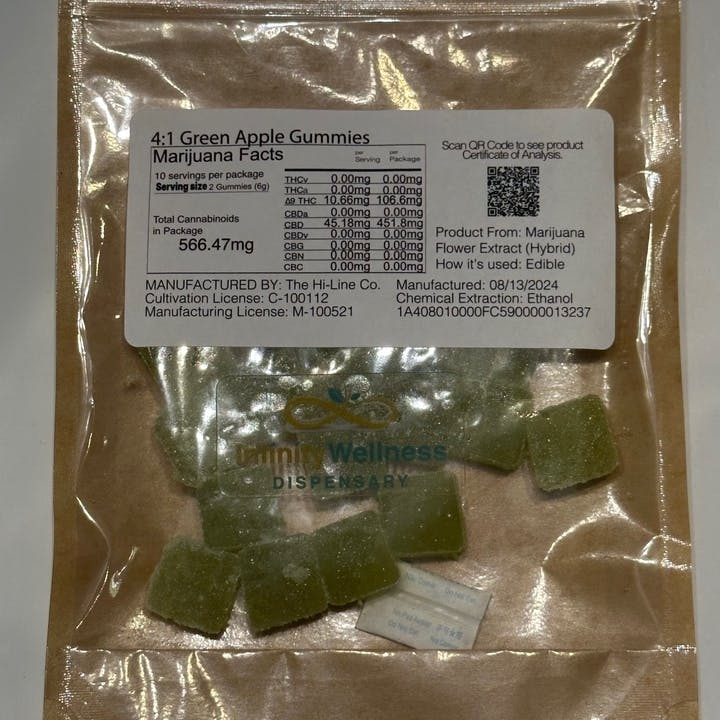 4:1 Green Apple Gummies
Marijuana Facts
per Serving per Package
10 servings per package
Serving size 2 Gummies (6g)
Total Cannabinoids
in Package
566.47mg
THCv 0.00mg 0.00mg
THCa 0.00mg 0.00mg
Δ9 THC 10.66mg 106.6mg
CBDa 0.00mg 0.00mg
CBD 45.18mg 451.8mg
CBDv 0.00mg 0.00mg
CBG 0.00mg 0.00mg
CBN 0.00mg 0.00mg
CBC 0.00mg 0.00mg
Scan QR Code to see product
Certificate of Analysis.
Product From: Marijuana
Flower Extract (Hybrid)
How it's used: Edible
MANUFACTURED BY: The Hi-Line Co.
Cultivation License: C-100112
Manufacturing License: M-100521
Manufactured: 08/13/2024
Chemical Extraction: Ethanol
1A408010000FC590000013237
Infinity Wellness
DISPENSARY
Do Not Eat
Do Not Eat